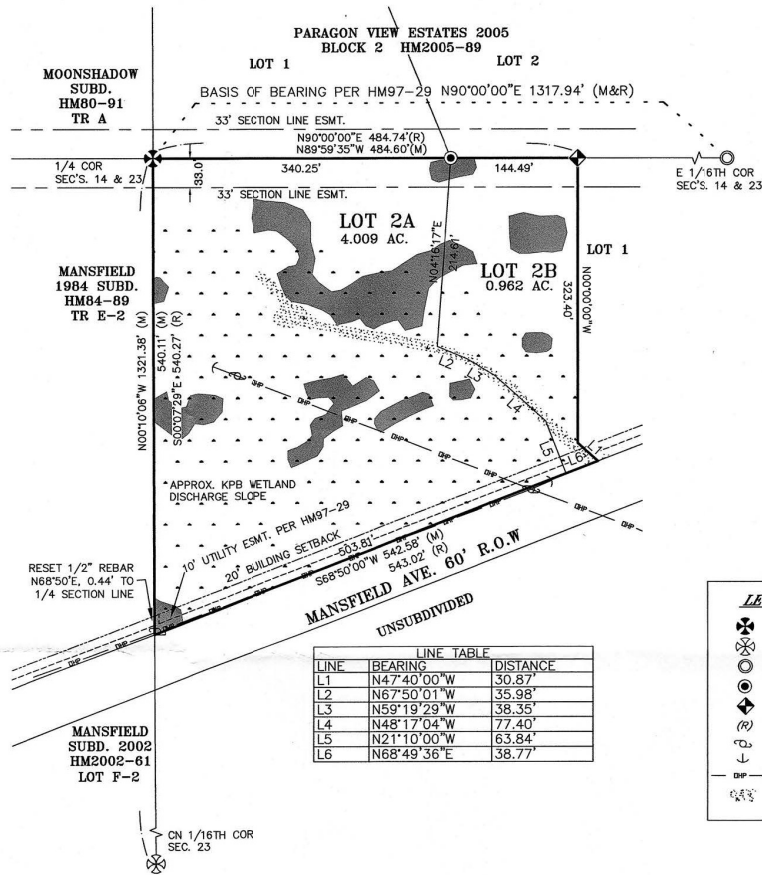 PARAGON VIEW ESTATES 2005
BLOCK 2 HM2005-89
LOT 1
LOT 2
MOONSHADOW
SUBD.
HM80-91
TR A
BASIS OF BEARING PER HM97-29 N90°00'00"E 1317.94' (M&R)
33' SECTION LINE ESMT.
N90°00'00"E 484.74'(R)
N89°59'35"W 484.60'(M)
1/4 COR
SEC'S. 14 & 23
33.0'
340.25'
144.49'
E 1/16TH COR
SEC'S. 14 & 23
33' SECTION LINE ESMT.
LOT 2A
4.009 AC.
N04°16'17"E
214.61'
LOT 2B
0.962 AC.
LOT 1
N00°00'00"W
323.40'
MANSFIELD
1984 SUBD.
HM84-89
TR E-2
N00°10'06"W 1321.38' (M)
540.11' (M)
S00°07'29"E 540.27' (R)
L2
L3
L4
L5
L6
L1
OHP
APPROX. KPB WETLAND
DISCHARGE SLOPE
10' UTILITY ESMT. PER HM97-29
20' BUILDING SETBACK
503.81'
S68°50'00"W 542.58' (M)
543.02' (R)
RESET 1/2" REBAR
N68°50'E, 0.44' TO
1/4 SECTION LINE
MANSFIELD AVE. 60' R.O.W
UNSUBDIVIDED
LINE TABLE
LINE BEARING DISTANCE
L1 N47°40'00"W 30.87'
L2 N67°50'01"W 35.98'
L3 N59°19'29"W 38.35'
L4 N48°17'04"W 77.40'
L5 N21°10'00"W 63.84'
L6 N68°49'36"E 38.77'
MANSFIELD
SUBD. 2002
HM2002-61
LOT F-2
CN 1/16TH COR
SEC. 23
LE
(R)
OHP